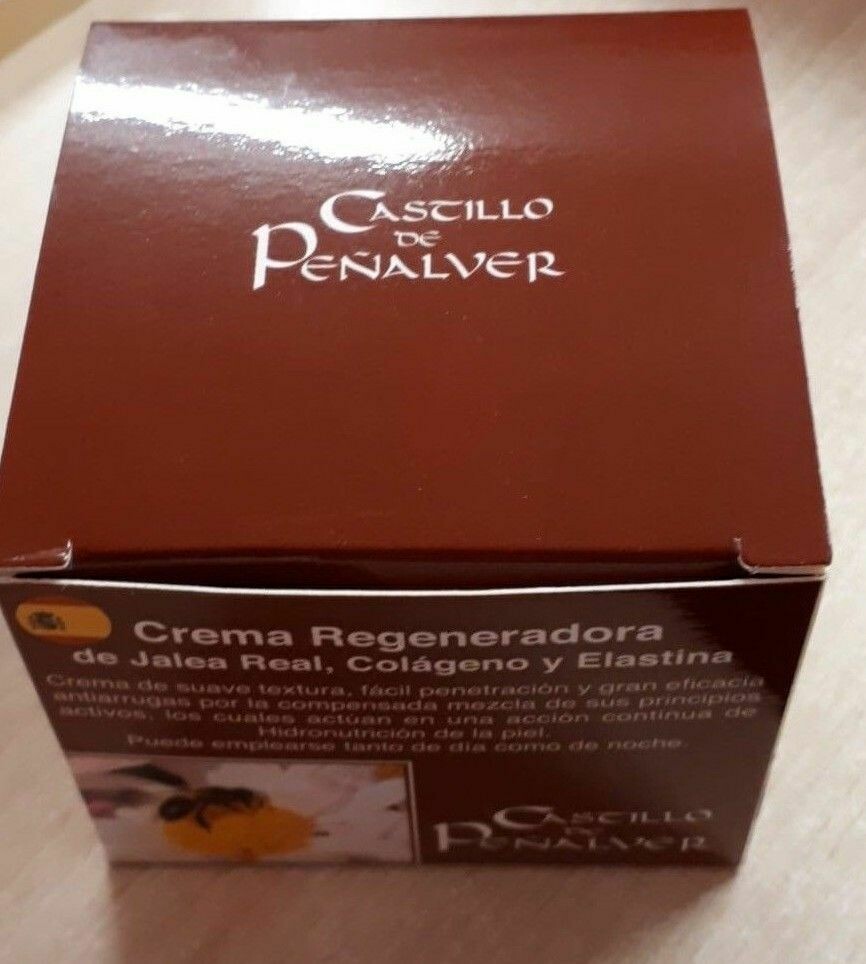 CASTILLO
DE
PEÑALVER
Crema Regeneradora
de Jalea Real, Colágeno y Elastina
Crema de suave textura, fácil penetración y gran eficacia
antiarrugas por la compensada mezcla de sus principios
activos, los cuales actúan en una acción continua de
Hidronutrición de la piel.
Puede emplearse tanto de día como de noche.
CASTILLO
DE
PEÑALVER